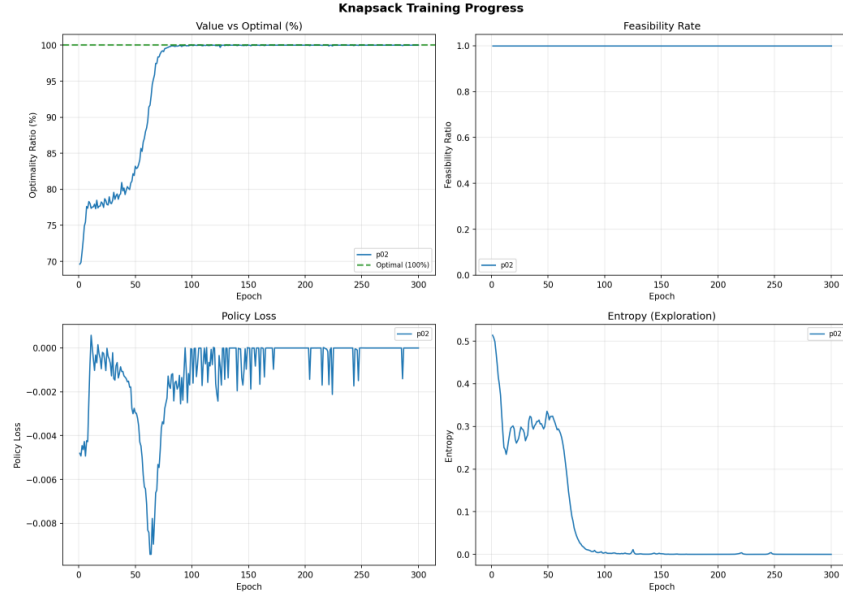 Knapsack Training Progress
Value vs Optimal (%)
Optimality Ratio (%)
100
95
90
85
80
75
70
p02
Optimal (100%)
0 50 100 150 200 250 300
Epoch
Feasibility Rate
Feasibility Ratio
1.0
0.8
0.6
0.4
0.2
0.0
p02
0 50 100 150 200 250 300
Epoch
Policy Loss
Policy Loss
0.000
−0.002
−0.004
−0.006
−0.008
p02
0 50 100 150 200 250 300
Epoch
Entropy (Exploration)
Entropy
0.5
0.4
0.3
0.2
0.1
0.0
p02
0 50 100 150 200 250 300
Epoch